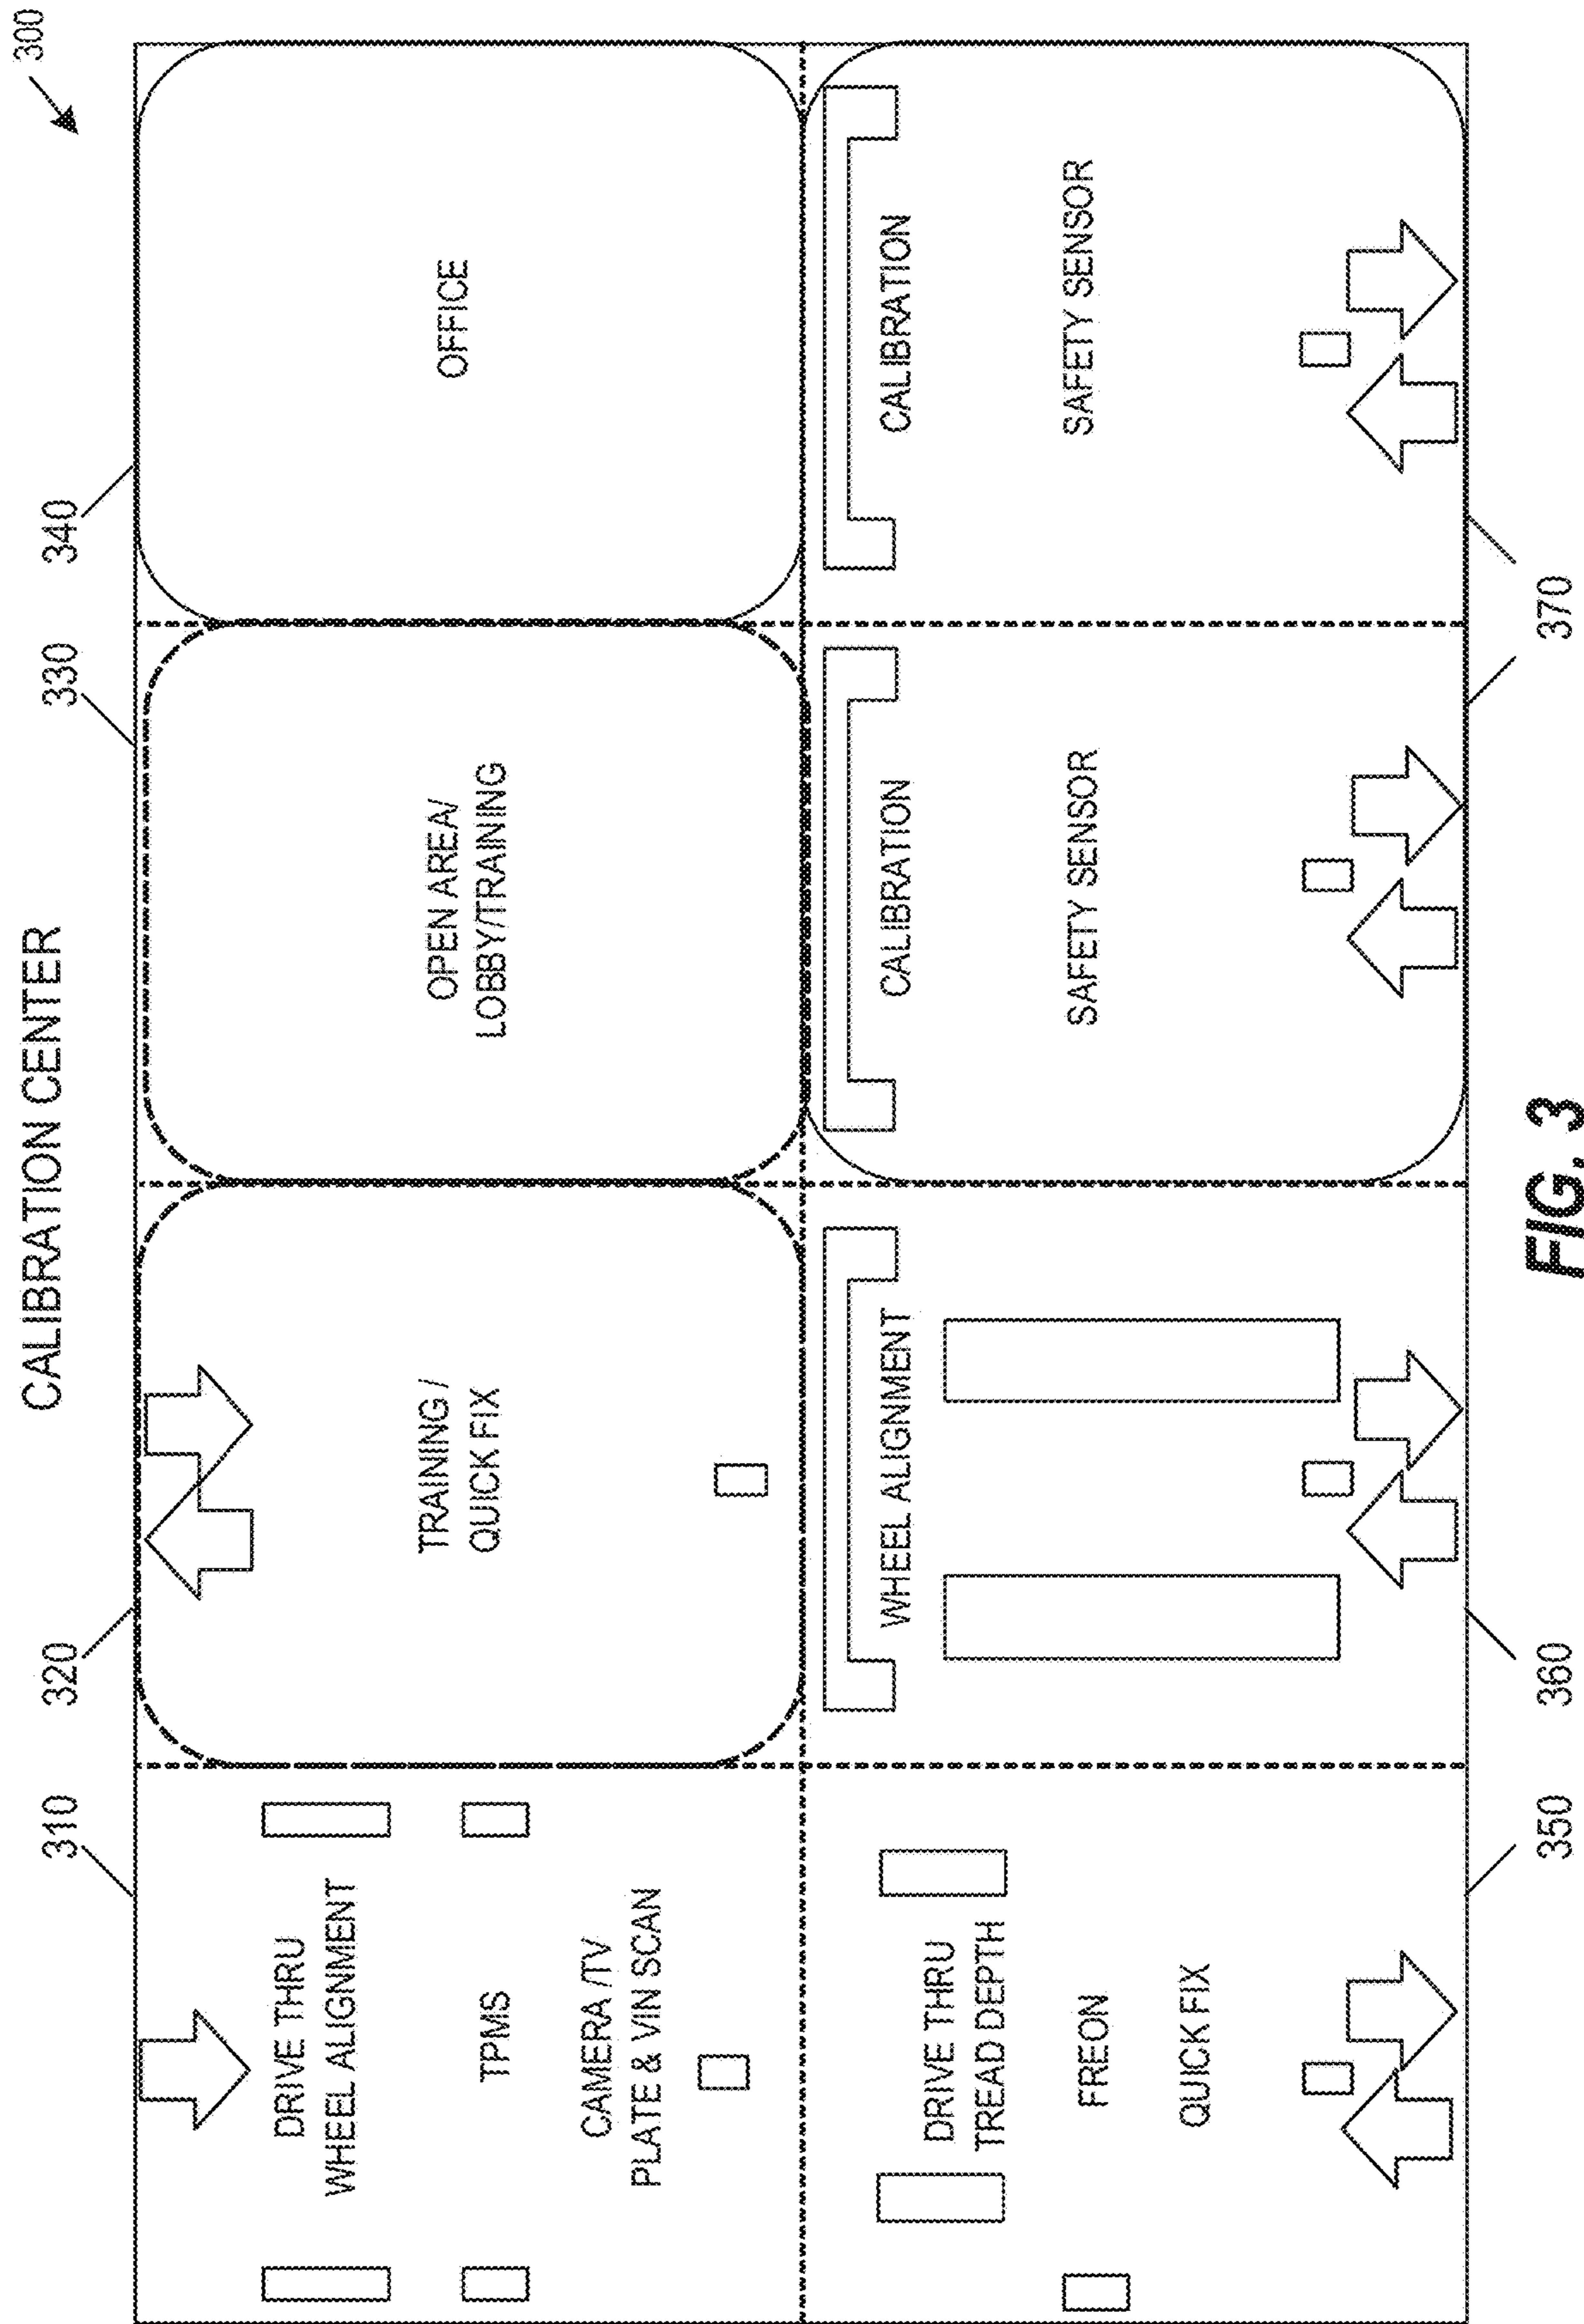 CALIBRATION CENTER
300
310
320
330
340
DRIVE THRU
WHEEL ALIGNMENT
TPMS
CAMERA /TV
PLATE & VIN SCAN
TRAINING /
QUICK FIX
OPEN AREA/
LOBBY/TRAINING
OFFICE
DRIVE THRU
TREAD DEPTH
FREON
QUICK FIX
WHEEL ALIGNMENT
CALIBRATION
SAFETY SENSOR
CALIBRATION
SAFETY SENSOR
350
360
370
FIG. 3